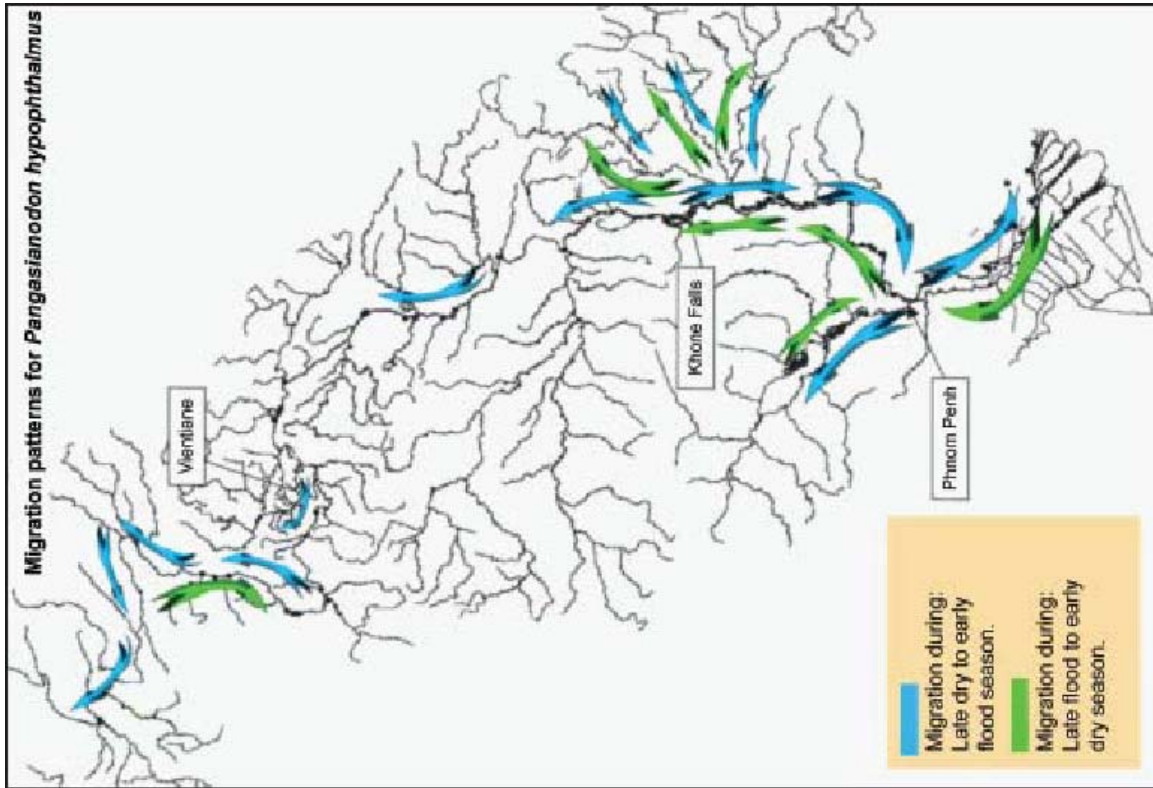 Migration patterns for Pangasianodon hypophthalmus
Vientiane
Khone Falls
Phnom Penh
Migration during:
Late dry to early
flood season.
Migration during:
Late flood to early
dry season.